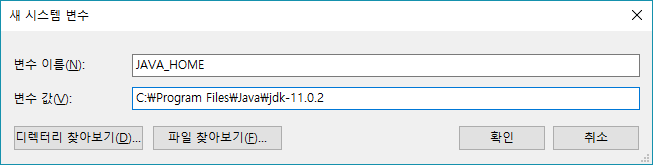 새 시스템 변수
변수 이름(N):
JAVA_HOME
변수 값(V):
C:₩Program Files₩Java₩jdk-11.0.2
디렉터리 찾아보기(D)... 파일 찾아보기(F)... 확인 취소